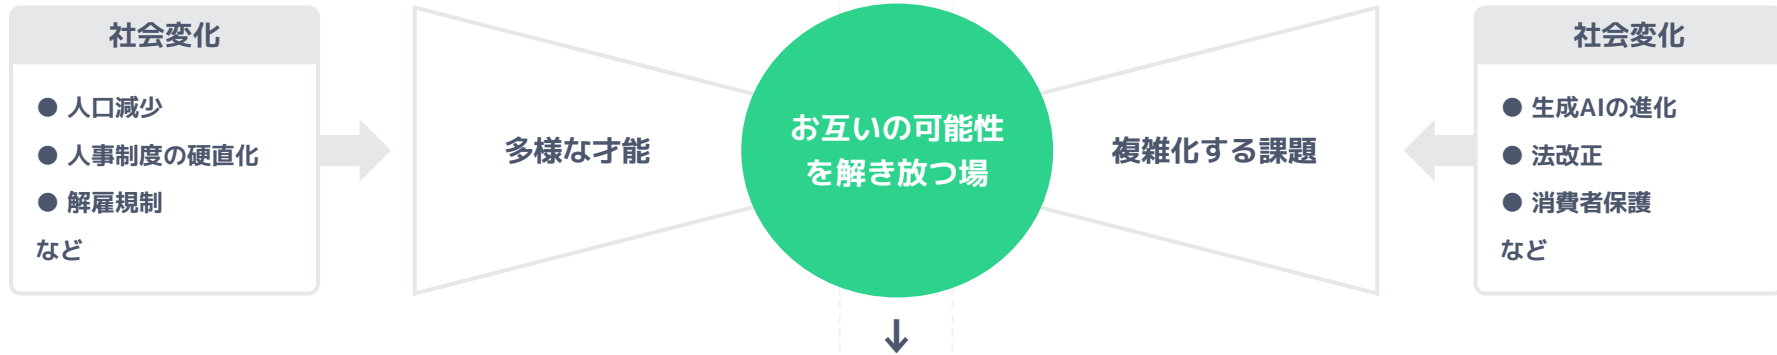 社会変化
● 人口減少
● 人事制度の硬直化
● 解雇規制
など
多様な才能
お互いの可能性
を解き放つ場
複雑化する課題
社会変化
● 生成AIの進化
● 法改正
● 消費者保護
など